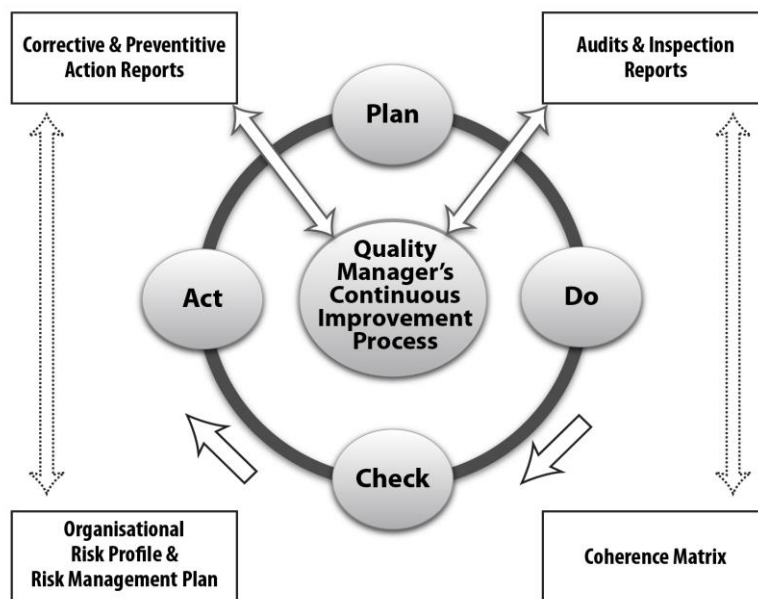 Corrective & Preventitive
Action Reports
Audits & Inspection
Reports
Plan
Quality
Manager's
Continuous
Improvement
Process
Act
Do
Check
Organisational
Risk Profile &
Risk Management Plan
Coherence Matrix